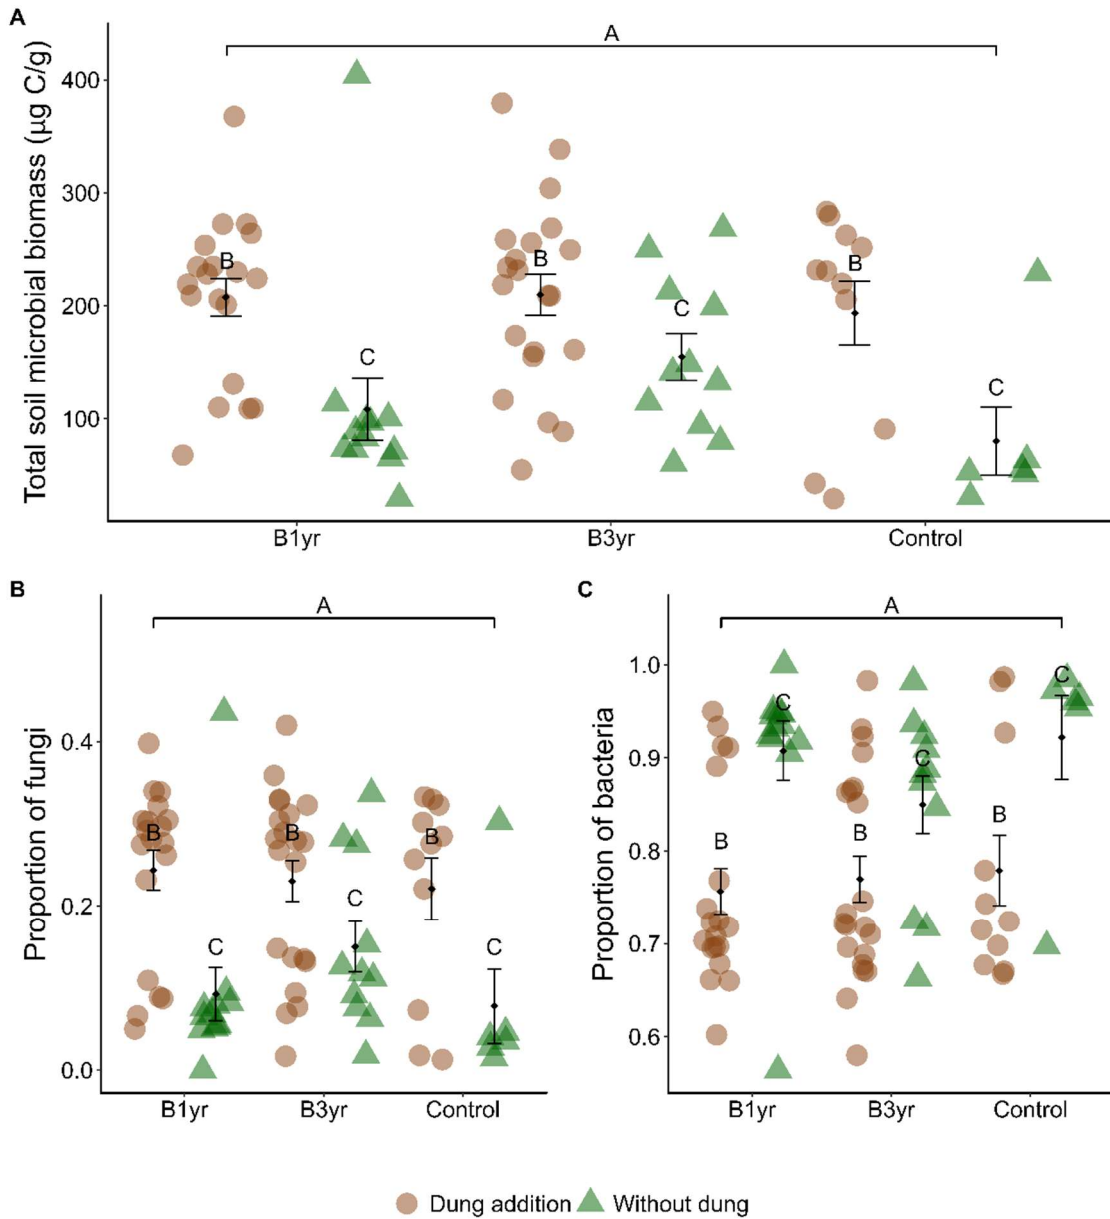 A
Total soil microbial biomass (µg C/g)
400
300
200
100
A
B
C
B
C
B
C
B1yr
B3yr
Control
B
Proportion of fungi
0.4
0.2
0.0
A
B
C
B
C
B
C
B1yr
B3yr
Control
C
Proportion of bacteria
1.0
0.9
0.8
0.7
0.6
A
B
C
B
C
B
C
B1yr
B3yr
Control
Dung addition
Without dung